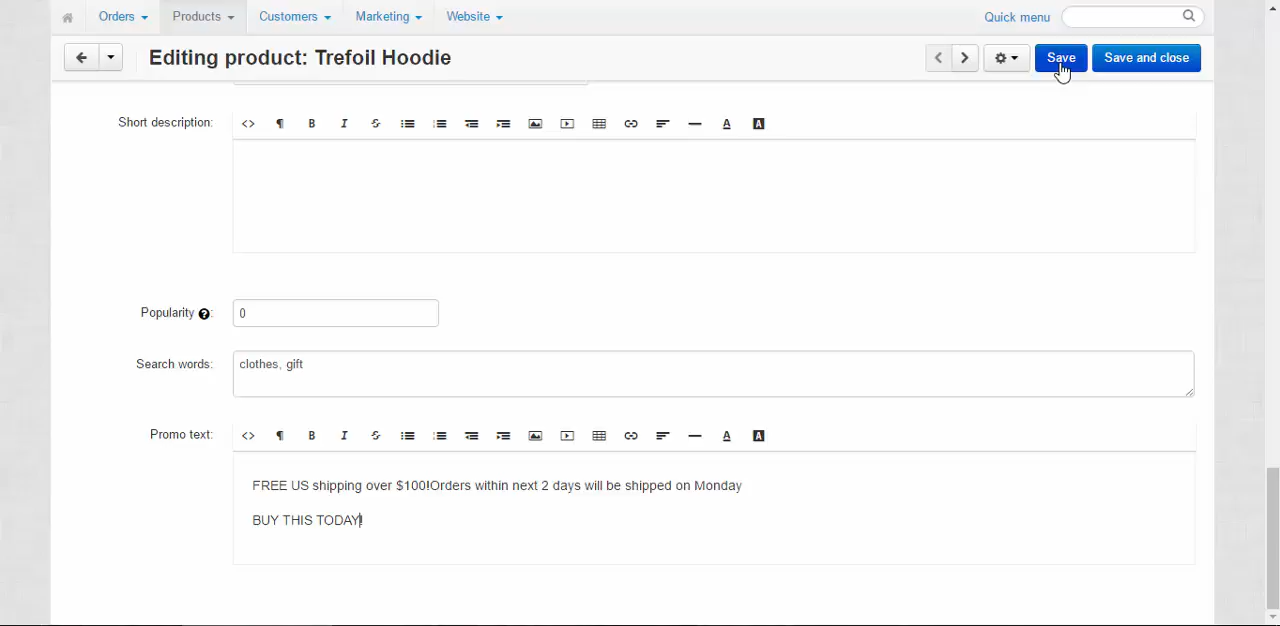 Orders Products Customers Marketing Website Quick menu
Editing product: Trefoil Hoodie Save Save and close
Short description:
Popularity ?: 0
Search words: clothes, gift
Promo text:
FREE US shipping over $100!Orders within next 2 days will be shipped on Monday
BUY THIS TODAY!